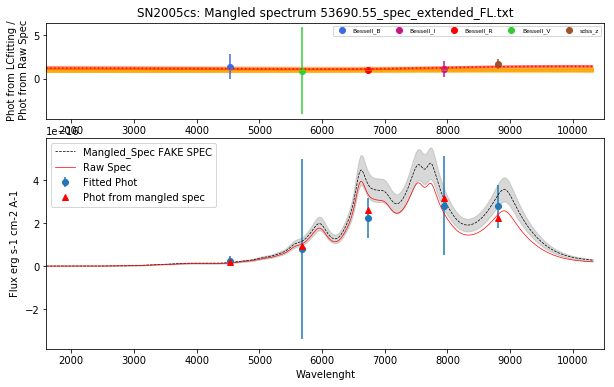 SN2005cs: Mangled spectrum 53690.55_spec_extended_FL.txt
Phot from LCfitting /
Phot from Raw Spec
5
0
Bessell_B
Bessell_I
Bessell_R
Bessell_V
sdss_z
2000 3000 4000 5000 6000 7000 8000 9000 10000
1e−16
Flux erg s-1 cm-2 A-1
4
2
0
−2
Mangled_Spec FAKE SPEC
Raw Spec
Fitted Phot
Phot from mangled spec
2000 3000 4000 5000 6000 7000 8000 9000 10000
Wavelenght